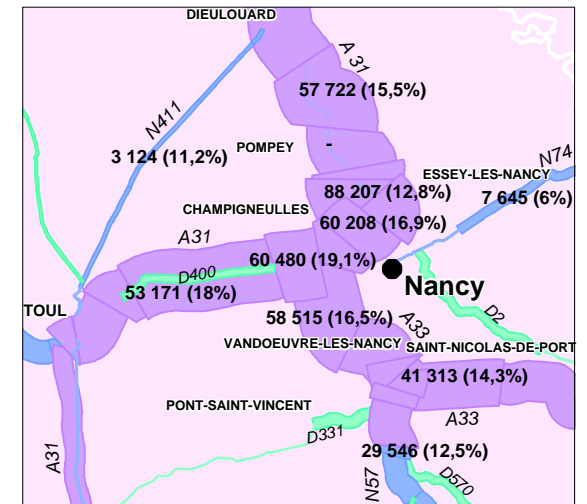 DIEULOUARD
A 31
57 722 (15,5%)
N411
3 124 (11,2%)
POMPEY
-
N74
ESSEY-LES-NANCY
88 207 (12,8%)
7 645 (6%)
CHAMPIGNEULLES
60 208 (16,9%)
A31
60 480 (19,1%)
D400
Nancy
53 171 (18%)
TOUL
58 515 (16,5%)
A33
D2
VANDOEUVRE-LES-NANCY
SAINT-NICOLAS-DE-PORT
41 313 (14,3%)
PONT-SAINT-VINCENT
A33
D331
29 546 (12,5%)
A31
N57
D570